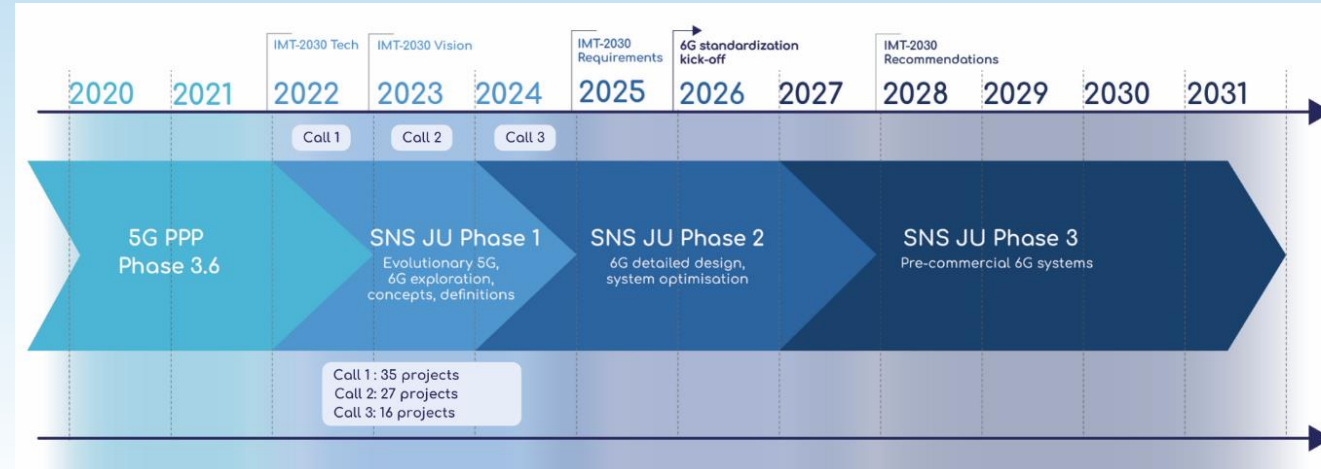 IMT-2030 Tech
IMT-2030 Vision
IMT-2030
Requirements
6G standardization
kick-off
IMT-2030
Recommendations
2020 2021 2022 2023 2024 2025 2026 2027 2028 2029 2030 2031
Call 1 Call 2 Call 3
5G PPP
Phase 3.6
SNS JU Phase 1
Evolutionary 5G,
6G exploration,
concepts, definitions
SNS JU Phase 2
6G detailed design,
system optimisation
SNS JU Phase 3
Pre-commercial 6G systems
Call 1 : 35 projects
Call 2: 27 projects
Call 3: 16 projects